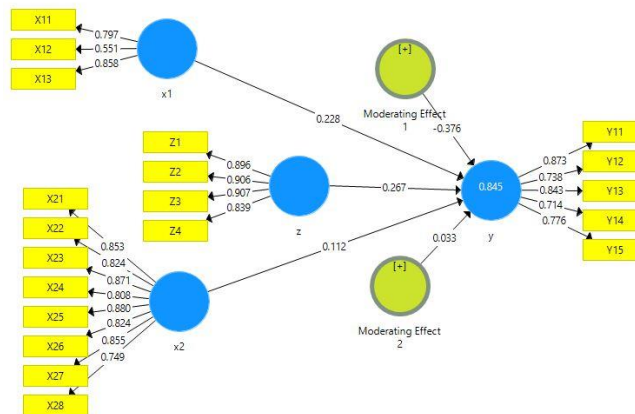 X11
X12
X13
0.797
0.551
0.858
x1
[+]
Moderating Effect
1
0.228
-0.376
Z1
Z2
Z3
Z4
0.896
0.906
0.907
0.839
z
0.267
0.845
y
Y11
Y12
Y13
Y14
Y15
0.873
0.738
0.843
0.714
0.776
X21
X22
X23
X24
X25
X26
X27
X28
0.853
0.824
0.871
0.808
0.880
0.824
0.855
0.749
x2
0.112
0.033
[+]
Moderating Effect
2